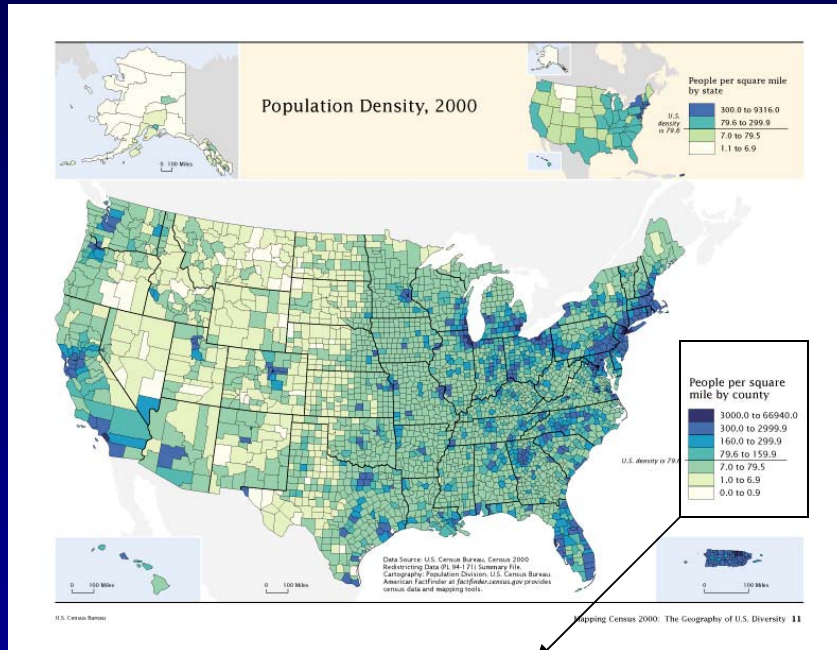 Population Density, 2000
0 100 Miles
People per square mile
by state
300.0 to 9316.0
79.6 to 299.9
7.0 to 79.5
1.1 to 6.9
U.S.
density
is 79.6
People per square
mile by county
3000.0 to 66940.0
300.0 to 2999.9
160.0 to 299.9
79.6 to 159.9
7.0 to 79.5
1.0 to 6.9
0.0 to 0.9
U.S. density is 79.6
Data Source: U.S. Census Bureau, Census 2000
Redistricting Data (PL 94-171) Summary File.
Cartography: Population Division, U.S. Census Bureau.
American FactFinder at factfinder.census.gov provides
census data and mapping tools.
0 100 Miles
0 100 Miles
0 100 Miles
U.S. Census Bureau
Mapping Census 2000: The Geography of U.S. Diversity 11